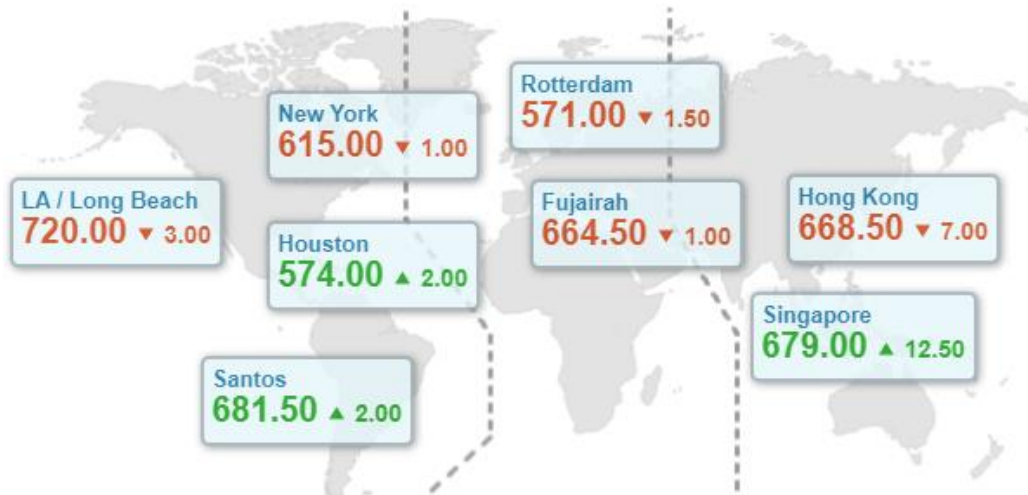 Rotterdam
571.00 ▼ 1.50
New York
615.00 ▼ 1.00
LA / Long Beach
720.00 ▼ 3.00
Fujairah
664.50 ▼ 1.00
Hong Kong
668.50 ▼ 7.00
Houston
574.00 ▲ 2.00
Singapore
679.00 ▲ 12.50
Santos
681.50 ▲ 2.00